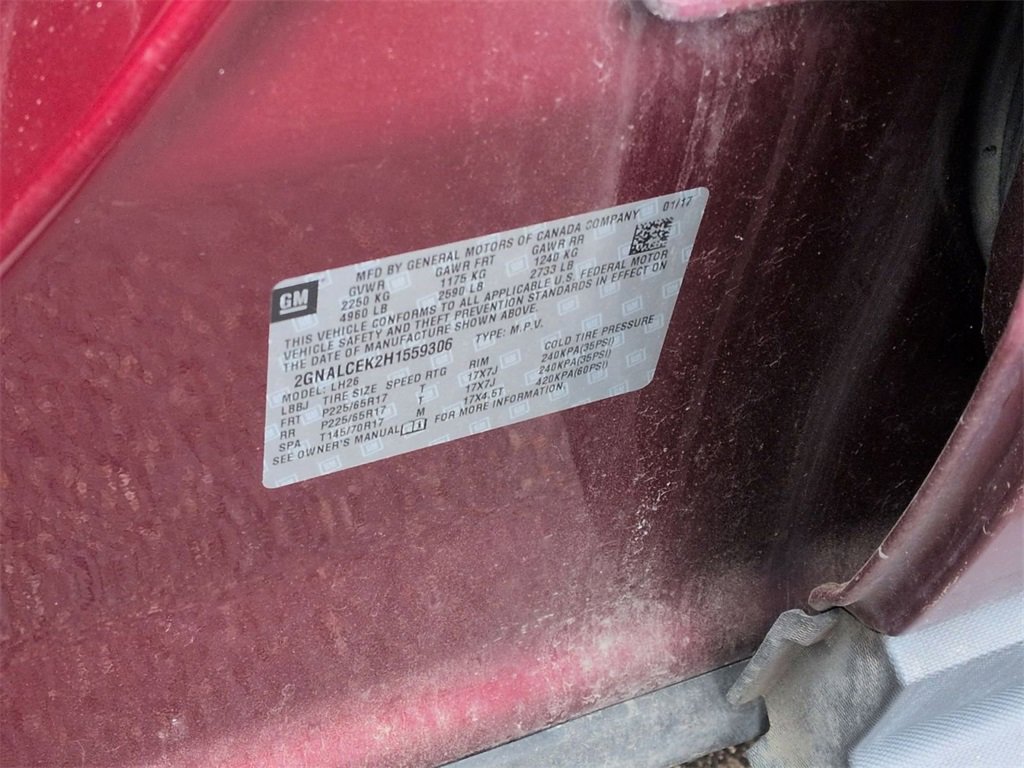 MFD BY GENERAL MOTORS OF CANADA COMPANY 01/17
GM
GVWR GAWR FRT GAWR RR
2250 KG 1175 KG 1240 KG
4960 LB 2590 LB 2733 LB
THIS VEHICLE CONFORMS TO ALL APPLICABLE U.S. FEDERAL MOTOR
VEHICLE SAFETY AND THEFT PREVENTION STANDARDS IN EFFECT ON
THE DATE OF MANUFACTURE SHOWN ABOVE.
2GNALCEK2H1559306 TYPE: M.P.V.
MODEL: LH26
LBBJ TIRE SIZE SPEED RTG RIM COLD TIRE PRESSURE
FRT P225/65R17 T 17X7J 240KPA(35PSI)
RR P225/65R17 T 17X7J 240KPA(35PSI)
SPA T145/70R17 M 17X4.5T 420KPA(60PSI)
SEE OWNER'S MANUAL FOR MORE INFORMATION